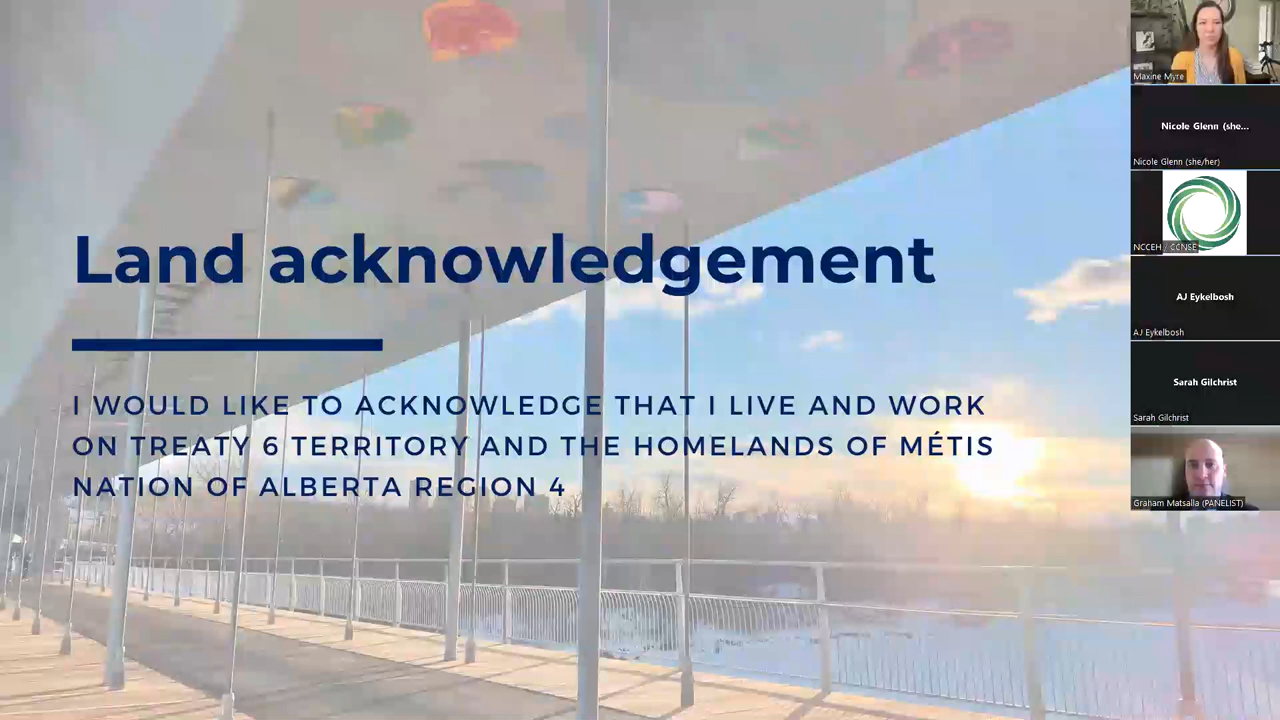 Land acknowledgement
I WOULD LIKE TO ACKNOWLEDGE THAT I LIVE AND WORK
ON TREATY 6 TERRITORY AND THE HOMELANDS OF MÉTIS
NATION OF ALBERTA REGION 4
Maxine Myre
Nicole Glenn (she...
Nicole Glenn (she/her)
NCCEH / CCNSE
AJ Eykelbosh
AJ Eykelbosh
Sarah Gilchrist
Sarah Gilchrist
Graham Matsalla (PANELIST)